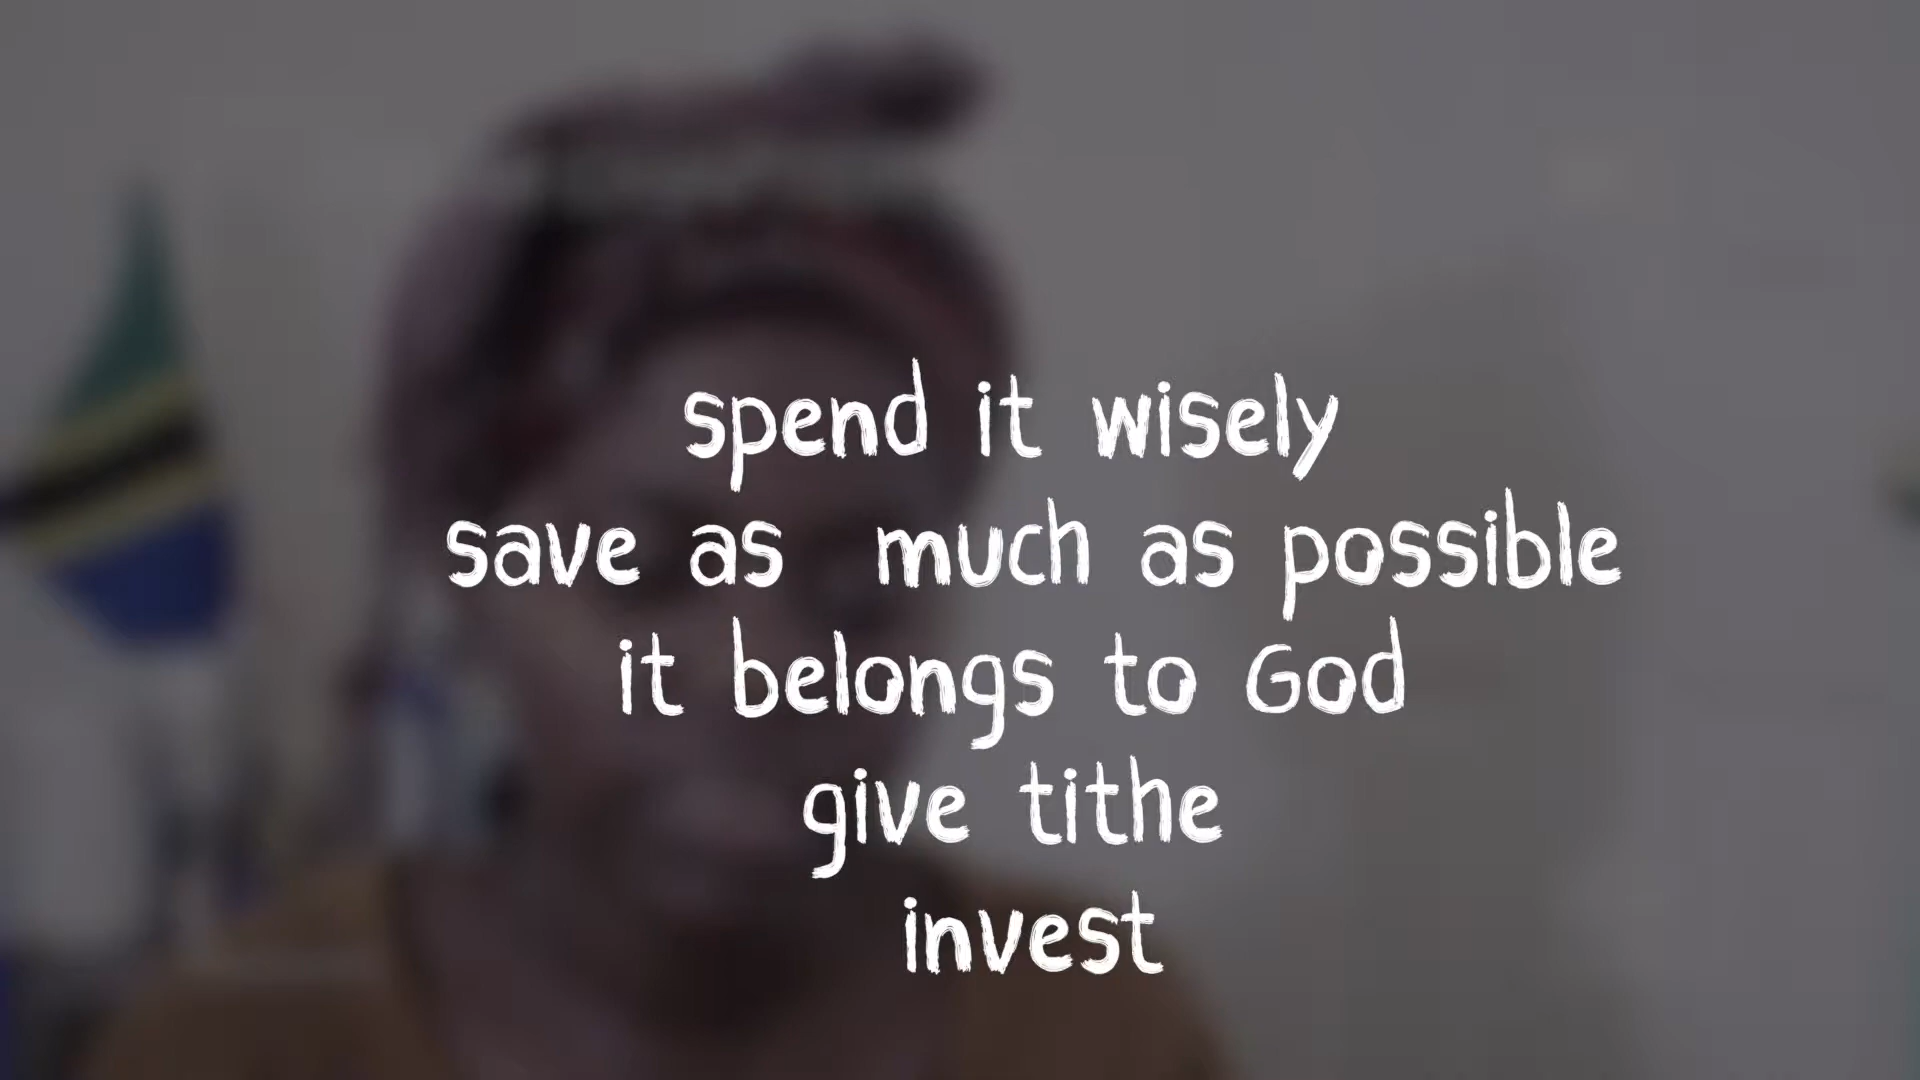 spend it wisely
save as much as possible
it belongs to God
give tithe
invest